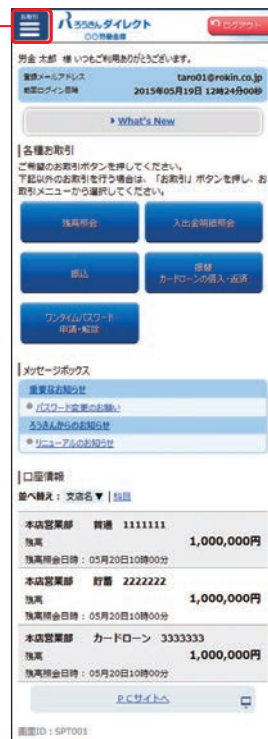 お取引
ろうきんダイレクト
○○労働金庫
ログアウト
労金 太郎 様 いつもご利用ありがとうございます。
登録メールアドレス taro01@rokin.co.jp
前回ログイン日時 2015年05月19日 12時24分00秒
What's New
各種お取引
ご希望のお取引ボタンを押してください。
下記以外のお取引を行う場合は、「お取引」ボタンを押し、お
取引メニューから選択してください。
残高照会 入出金明細照会
振込 振替
カードローンの借入・返済
ワンタイムパスワード
申請・解除
メッセージボックス
重要なお知らせ
パスワード変更のお願い
ろうきんからのお知らせ
リニューアルのお知らせ
口座情報
並べ替え：支店名▼ | 科目
本店営業部 普通 1111111
残高 1,000,000円
残高照会日時：05月20日10時00分
本店営業部 貯蓄 2222222
残高 1,000,000円
残高照会日時：05月20日10時00分
本店営業部 カードローン 3333333
残高 1,000,000円
残高照会日時：05月20日10時00分
ＰＣサイトへ
画面ID：SPT001